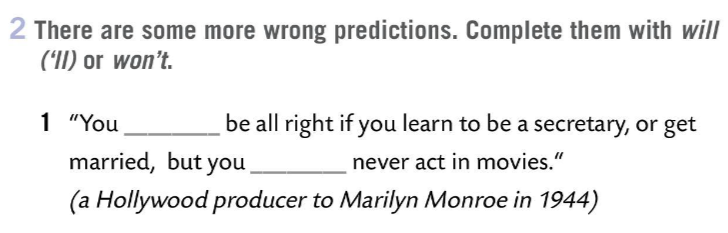 2 There are some more wrong predictions. Complete them with will
('ll) or won't.
1 "You ________ be all right if you learn to be a secretary, or get
married, but you ________ never act in movies."
(a Hollywood producer to Marilyn Monroe in 1944)